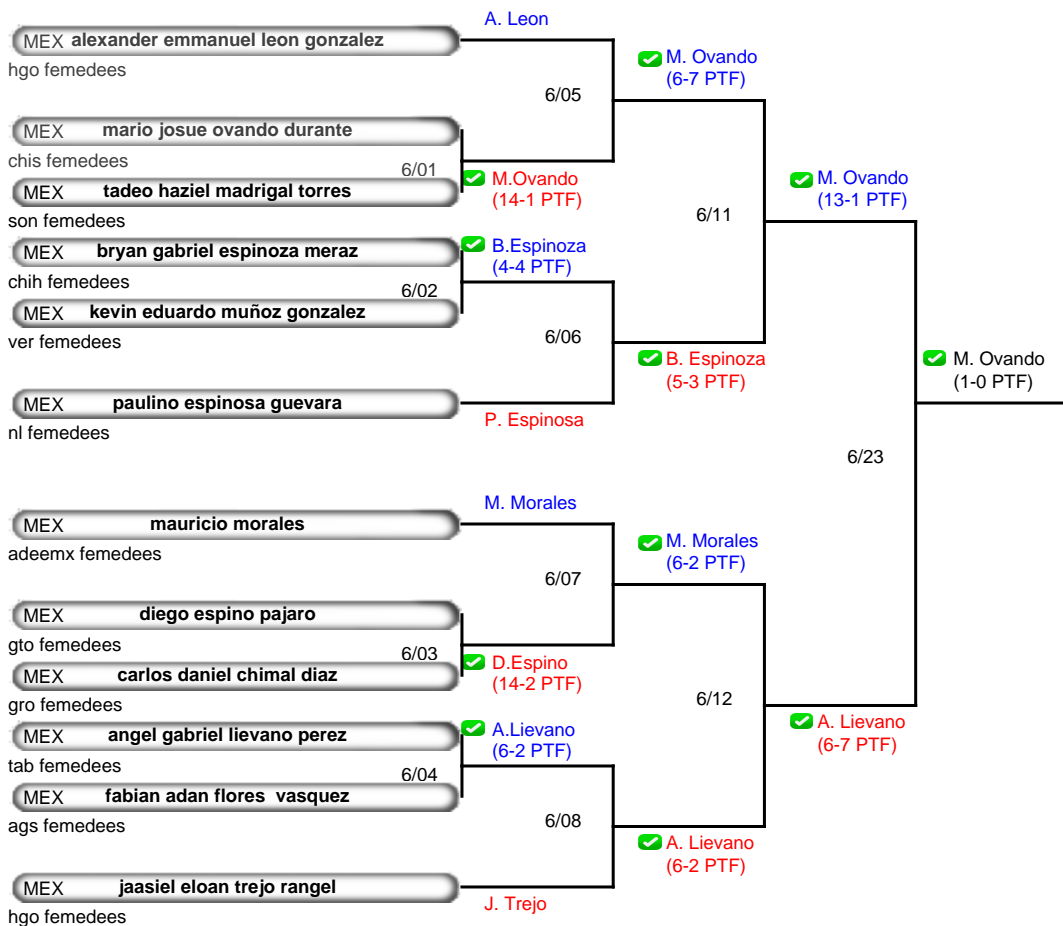 A. Leon
MEX alexander emmanuel leon gonzalez
hgo femedees
M. Ovando
(6-7 PTF)
6/05
MEX mario josue ovando durante
chis femedees
6/01
MEX tadeo haziel madrigal torres
son femedees
M.Ovando
(14-1 PTF)
M. Ovando
(13-1 PTF)
6/11
MEX bryan gabriel espinoza meraz
chih femedees
B.Espinoza
(4-4 PTF)
6/02
MEX kevin eduardo muñoz gonzalez
ver femedees
6/06
B. Espinoza
(5-3 PTF)
M. Ovando
(1-0 PTF)
MEX paulino espinosa guevara
nl femedees
P. Espinosa
6/23
M. Morales
MEX mauricio morales
adeemx femedees
M. Morales
(6-2 PTF)
6/07
MEX diego espino pajaro
gto femedees
6/03
MEX carlos daniel chimal diaz
gro femedees
D.Espino
(14-2 PTF)
6/12
A. Lievano
(6-7 PTF)
MEX angel gabriel lievano perez
tab femedees
A.Lievano
(6-2 PTF)
6/04
MEX fabian adan flores vasquez
ags femedees
6/08
A. Lievano
(6-2 PTF)
MEX jaasiel eloan trejo rangel
hgo femedees
J. Trejo